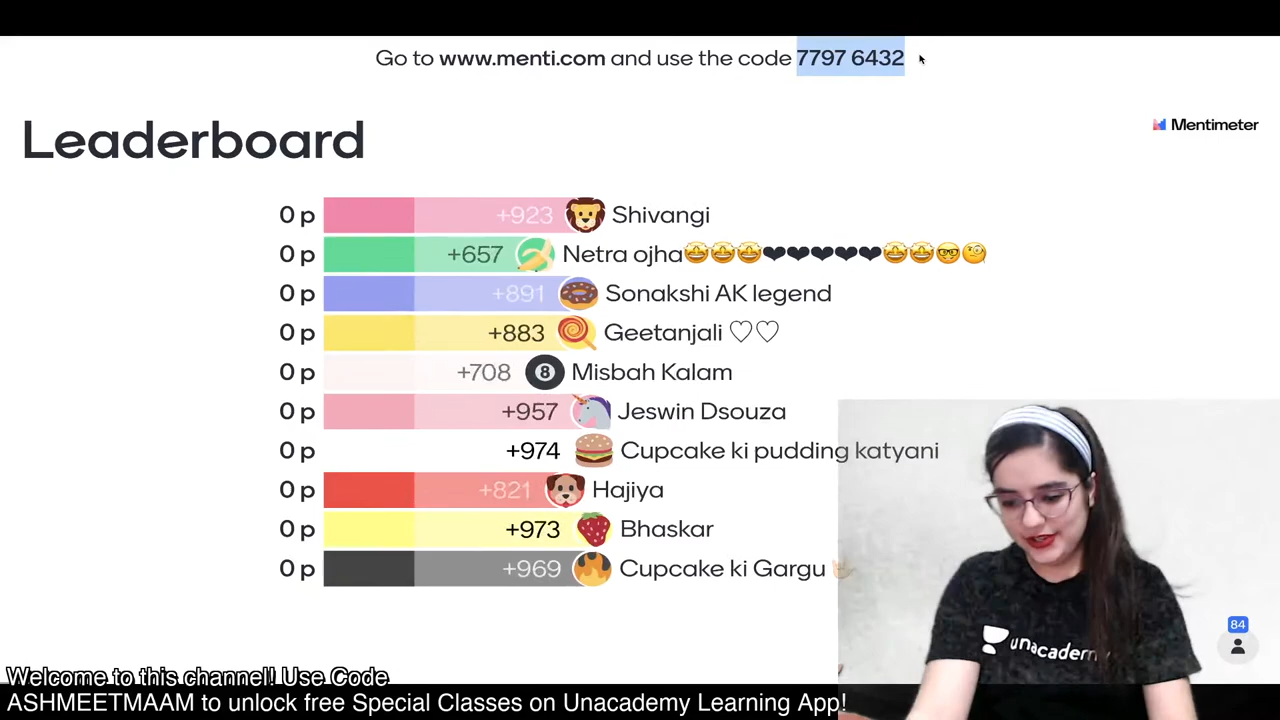 Go to www.menti.com and use the code 7797 6432
Mentimeter
Leaderboard
0 p +923 Shivangi
0 p +657 Netra ojha🤩🤩🤩❤❤❤❤❤🤩🤩🤓🧐
0 p +891 Sonakshi AK legend
0 p +883 Geetanjali ♡♡
0 p +708 8 Misbah Kalam
0 p +957 Jeswin Dsouza
0 p +974 Cupcake ki pudding katyani
0 p +821 Hajiya
0 p +973 Bhaskar
0 p +969 Cupcake ki Gargu 🤟🏻
unacademy
84
Welcome to this channel! Use Code
ASHMEETMAAM to unlock free Special Classes on Unacademy Learning App!